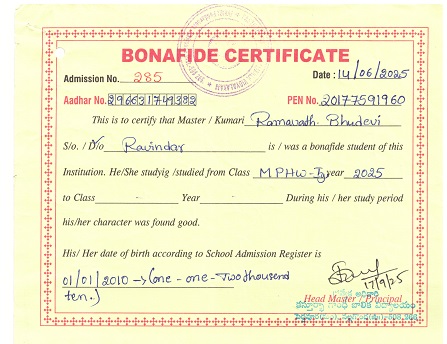 BONAFIDE CERTIFICATE
Admission No. 285 Date : 14/06/2025
Aadhar No. 296631749382 PEN No. 20177591960
This is to certify that Master / Kumari Ramavath. Bhudevi
S/o. / D/o Ravindar is / was a bonafide student of this
Institution. He/She studyig /studied from Class MPHW-II year 2025
to Class - Year - During his / her study period
his/her character was found good.
His/ Her date of birth according to School Admission Register is
01/01/2010 → (one - one - Two thousand
ten.)
17/9/25
Head Master / Principal